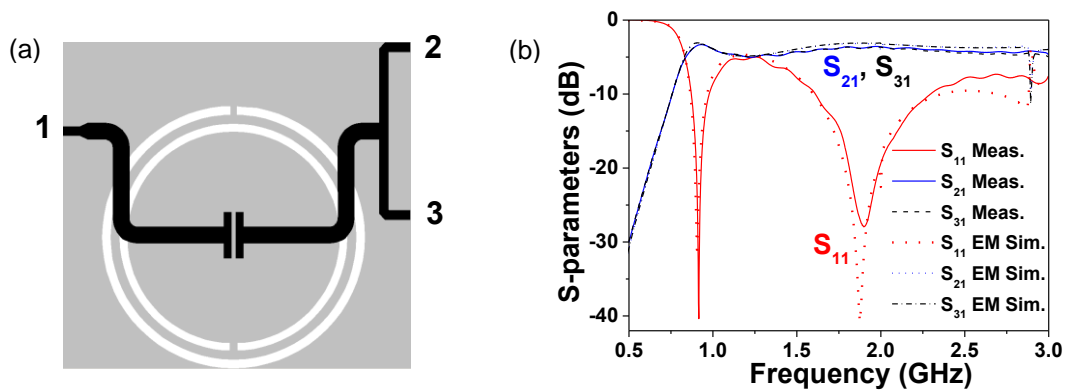 (a)
1
2
3
(b)
S-parameters (dB)
0
-10
-20
-30
-40
0.5 1.0 1.5 2.0 2.5 3.0
Frequency (GHz)
S21, S31
S11
S11 Meas.
S21 Meas.
S31 Meas.
S11 EM Sim.
S21 EM Sim.
S31 EM Sim.